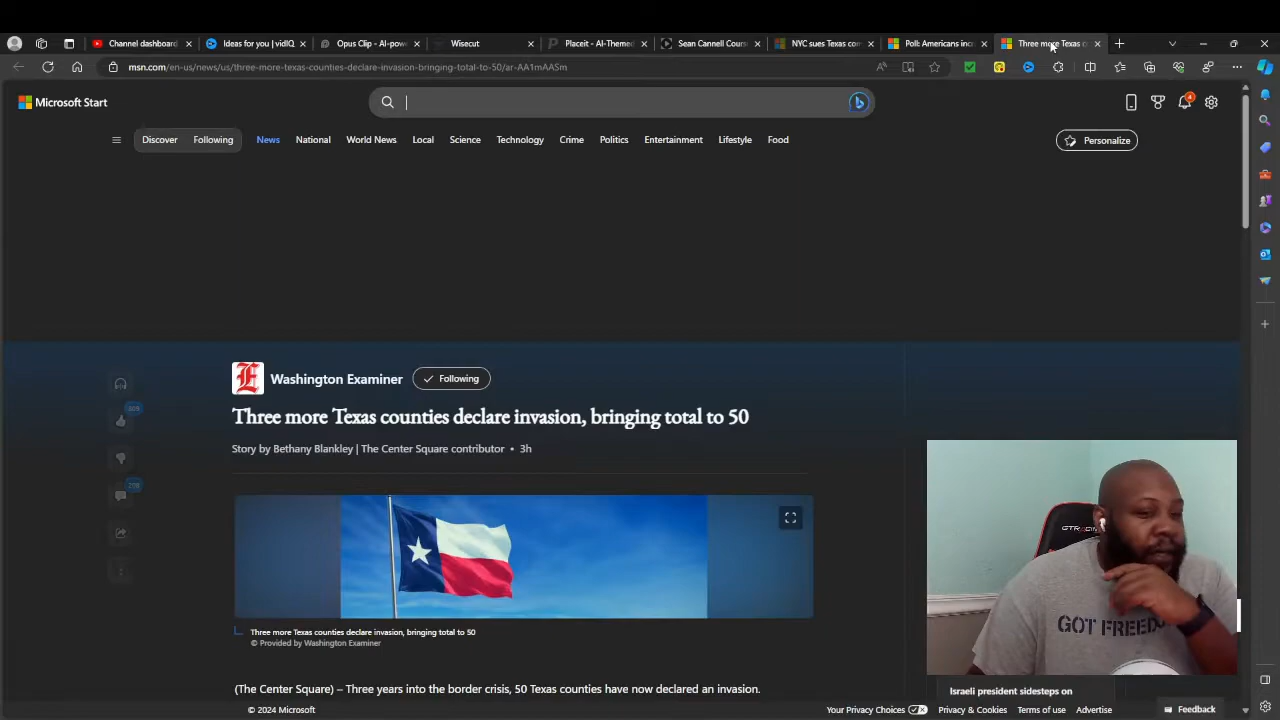 Channel dashboard
Ideas for you | vidIQ
Opus Clip - AI-pow
Wisecut
Placeit - AI-Themed
Sean Cannell Cours
NYC sues Texas com
Poll: Americans inc
Three more Texas c
msn.com/en-us/news/us/three-more-texas-counties-declare-invasion-bringing-total-to-50/ar-AA1mAASm
Microsoft Start
4
Discover
Following
News
National
World News
Local
Science
Technology
Crime
Politics
Entertainment
Lifestyle
Food
Personalize
Washington Examiner
Following
Three more Texas counties declare invasion, bringing total to 50
Story by Bethany Blankley | The Center Square contributor • 3h
Three more Texas counties declare invasion, bringing total to 50
© Provided by Washington Examiner
GTRACING
GOT FREEDOM
(The Center Square) – Three years into the border crisis, 50 Texas counties have now declared an invasion.
Israeli president sidesteps on
© 2024 Microsoft
Your Privacy Choices
Privacy & Cookies
Terms of use
Advertise
Feedback